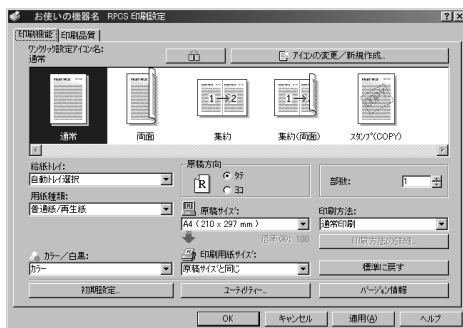 お使いの機器名 RPCS 印刷設定
印刷機能 印刷品質
ワンクリック設定アイコン名:
通常
アイコンの変更／新規作成...
1→2
1→
通常 両面 集約 集約(両面) スタンプ(COPY)
給紙トレイ:
自動トレイ選択
用紙種類:
普通紙/再生紙
カラー／白黒:
カラー
原稿方向
R
タテ
ヨコ
原稿サイズ:
A4 (210 x 297 mm)
倍率(%): 100
印刷用紙サイズ:
原稿サイズと同じ
部数:
1
印刷方法:
通常印刷
印刷方法の詳細...
標準に戻す
初期設定... ユーティリティー... バージョン情報
OK キャンセル 適用(A) ヘルプ